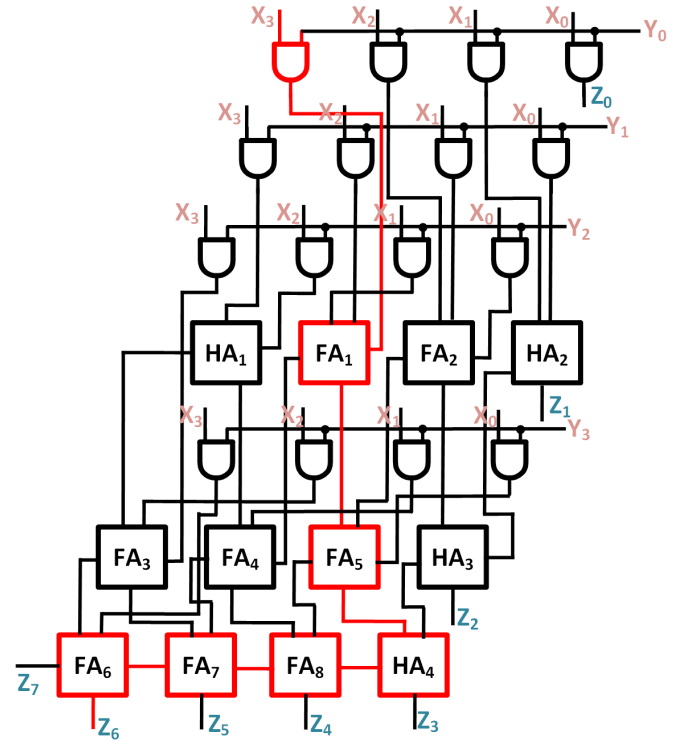 X3 X2 X1 X0 Y0
Z0
X3 X2 X1 X0 Y1
X3 X2 X1 X0 Y2
HA1 FA1 FA2 HA2
Z1
X3 X2 X1 X0 Y3
FA3 FA4 FA5 HA3
Z2
FA6 FA7 FA8 HA4
Z7
Z6 Z5 Z4 Z3